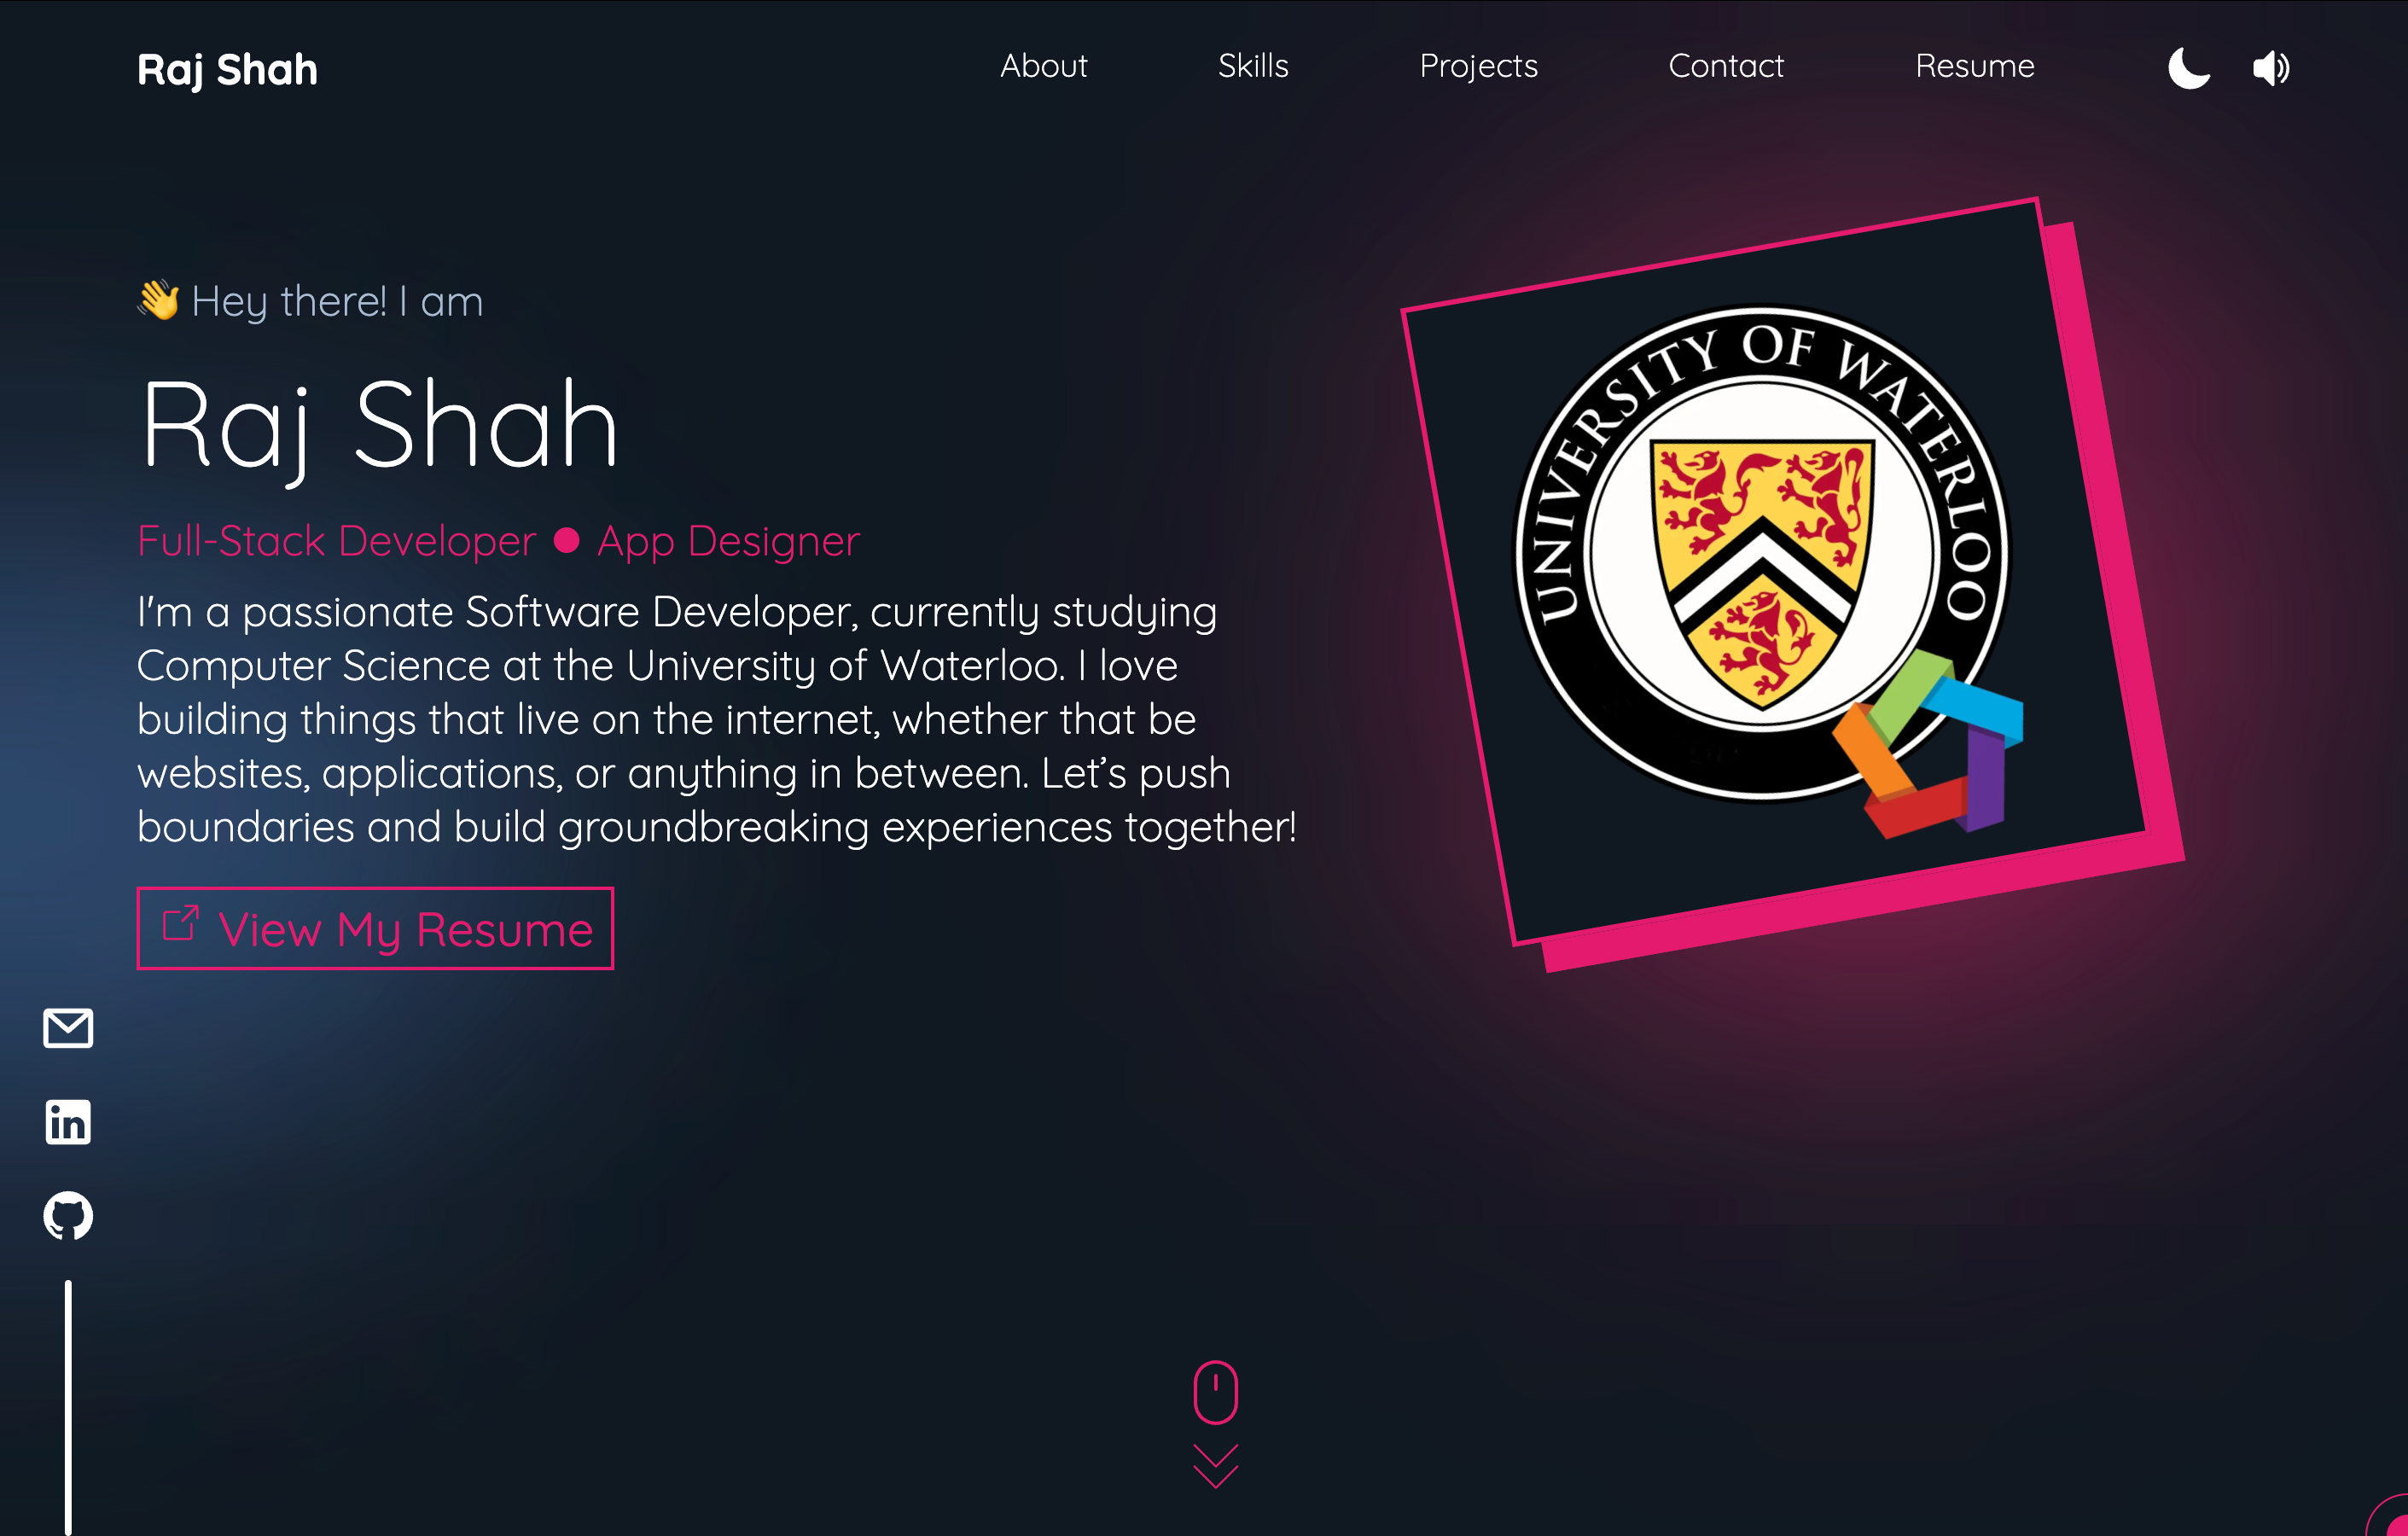 Raj Shah
About
Skills
Projects
Contact
Resume
👋 Hey there! I am
Raj Shah
Full-Stack Developer ● App Designer
I'm a passionate Software Developer, currently studying
Computer Science at the University of Waterloo. I love
building things that live on the internet, whether that be
websites, applications, or anything in between. Let’s push
boundaries and build groundbreaking experiences together!
View My Resume
UNIVERSITY OF WATERLOO
in